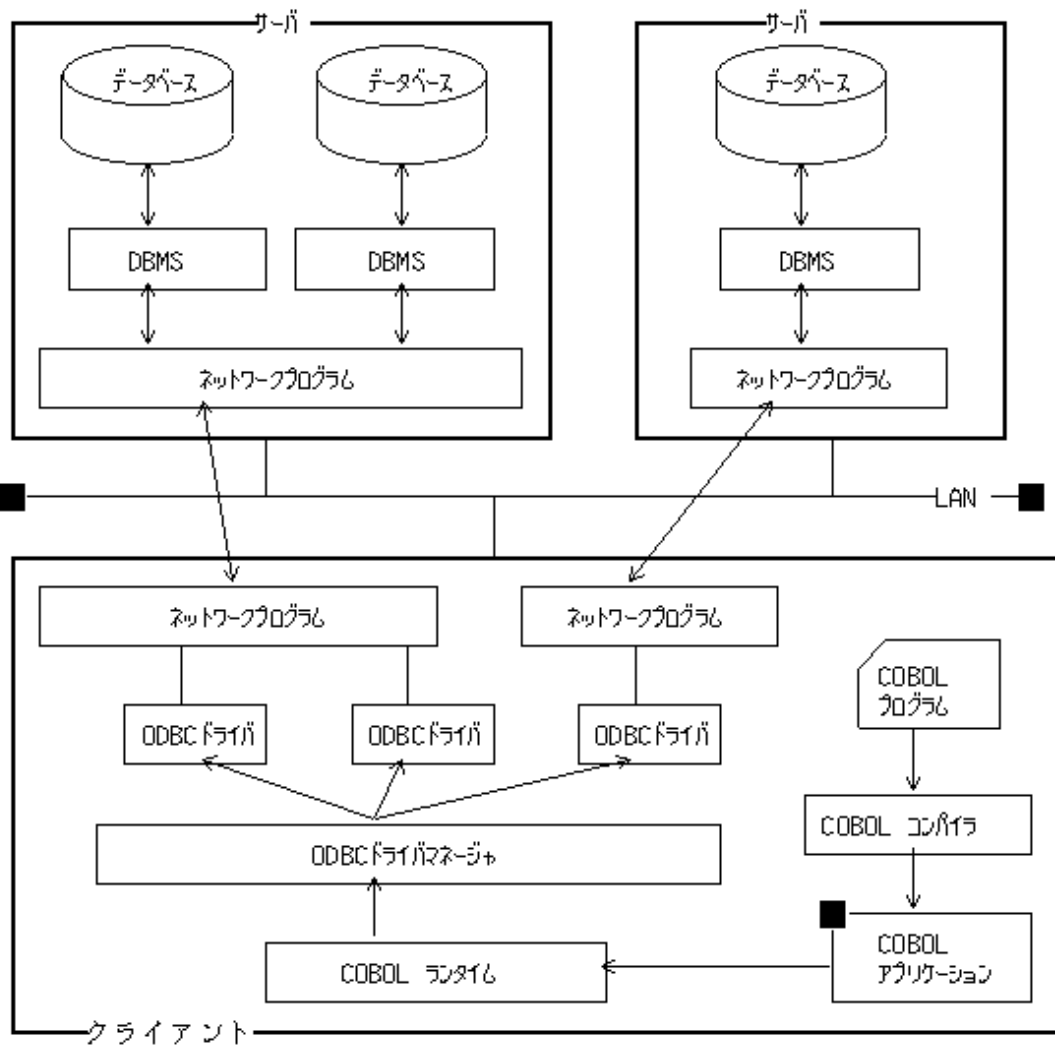 サーバ
サーバ
データベース
データベース
データベース
DBMS
DBMS
DBMS
ネットワークプログラム
ネットワークプログラム
LAN
ネットワークプログラム
ネットワークプログラム
COBOL
プログラム
ODBCドライバ
ODBCドライバ
ODBCドライバ
COBOL コンパイラ
ODBCドライバマネージャ
COBOL
アプリケーション
COBOL ランタイム
クライアント